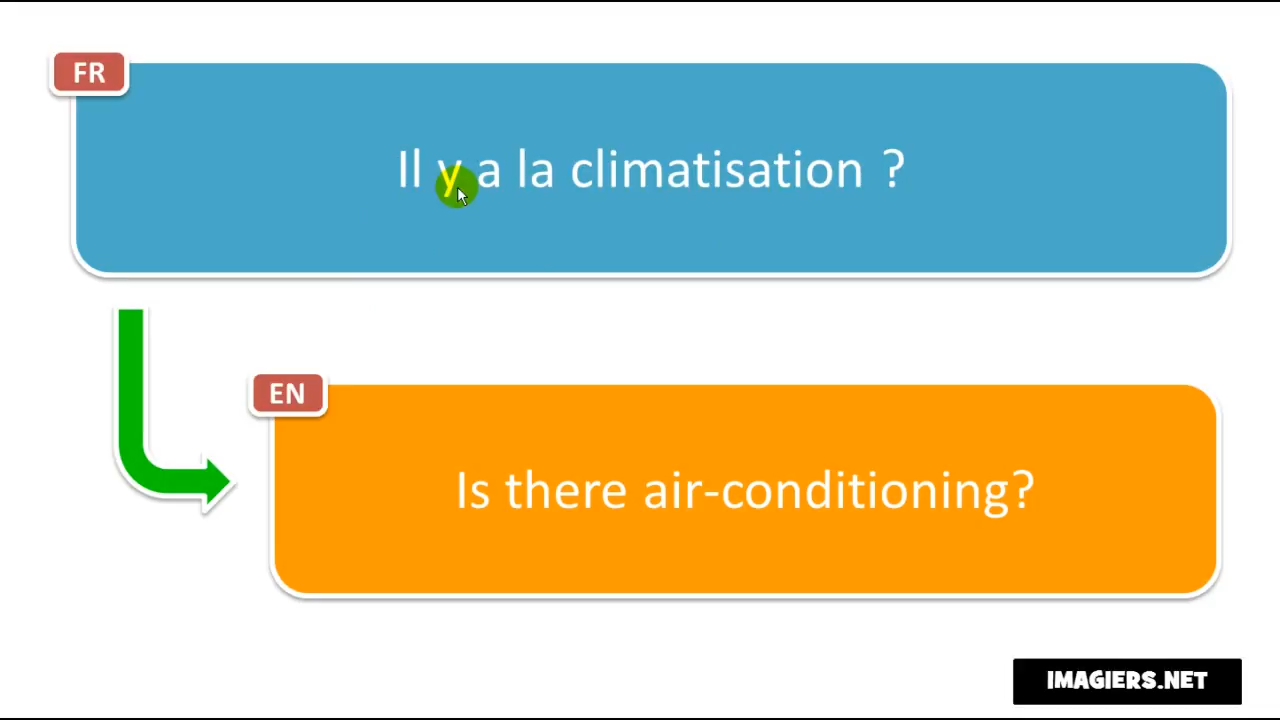 FR
Il y a la climatisation ?
EN
Is there air-conditioning?
IMAGIERS.NET